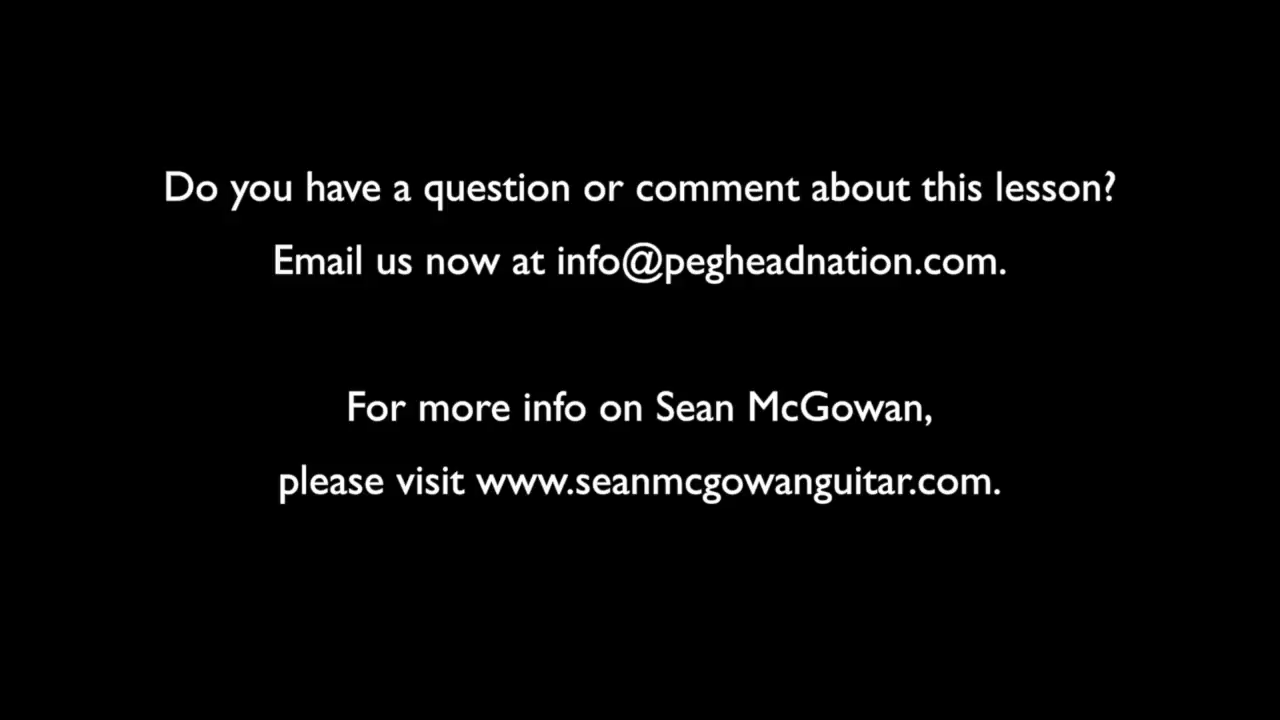 Do you have a question or comment about this lesson?
Email us now at info@pegheadnation.com.
For more info on Sean McGowan,
please visit www.seanmcgowanguitar.com.